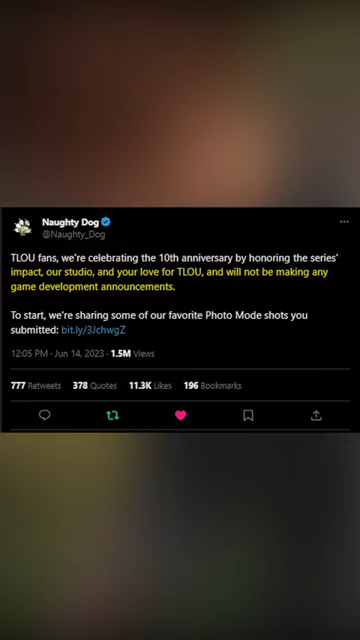 Naughty Dog
@Naughty_Dog
TLOU fans, we're celebrating the 10th anniversary by honoring the series'
impact, our studio, and your love for TLOU, and will not be making any
game development announcements.
To start, we're sharing some of our favorite Photo Mode shots you
submitted: bit.ly/3JchwgZ
12:05 PM · Jun 14, 2023 · 1.5M Views
777 Retweets 378 Quotes 11.3K Likes 196 Bookmarks